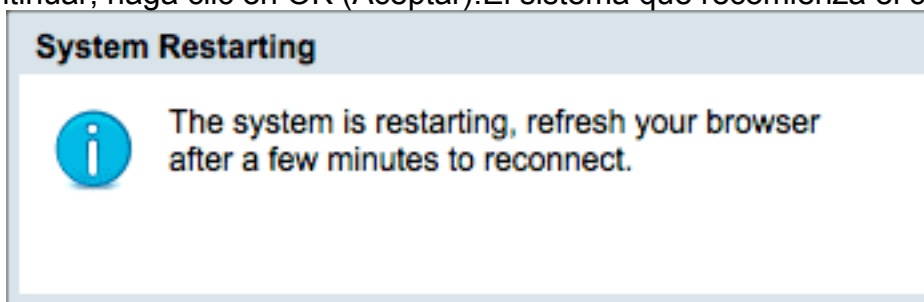 haga clic en OK (Aceptar).El sistema que recomienza el
System Restarting
The system is restarting, refresh your browser
after a few minutes to reconnect.